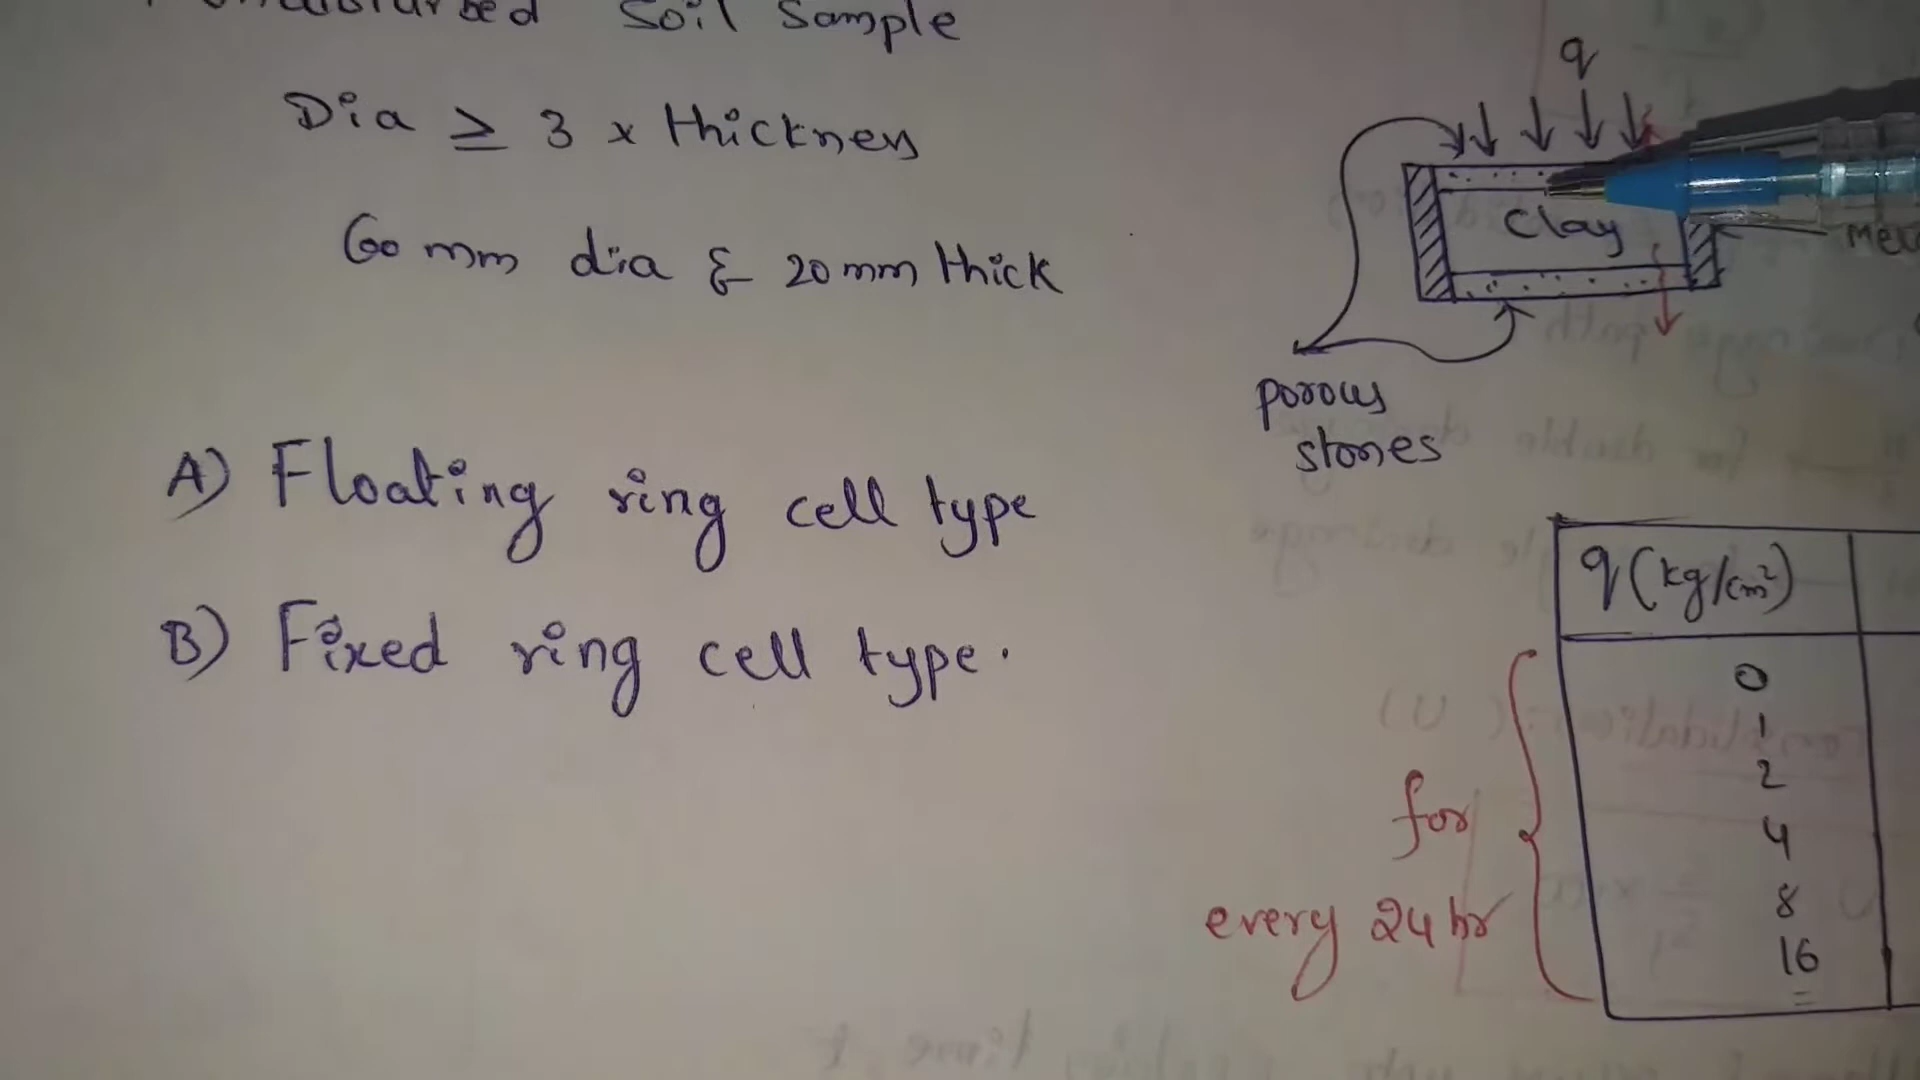 Soil Sample
Dia ≥ 3 x thickness
60 mm dia & 20 mm thick
A) Floating ring cell type
B) Fixed ring cell type.
q
Clay
porous
stones
q (kg/cm²)
0
1
2
4
8
16
for
every 24 hr